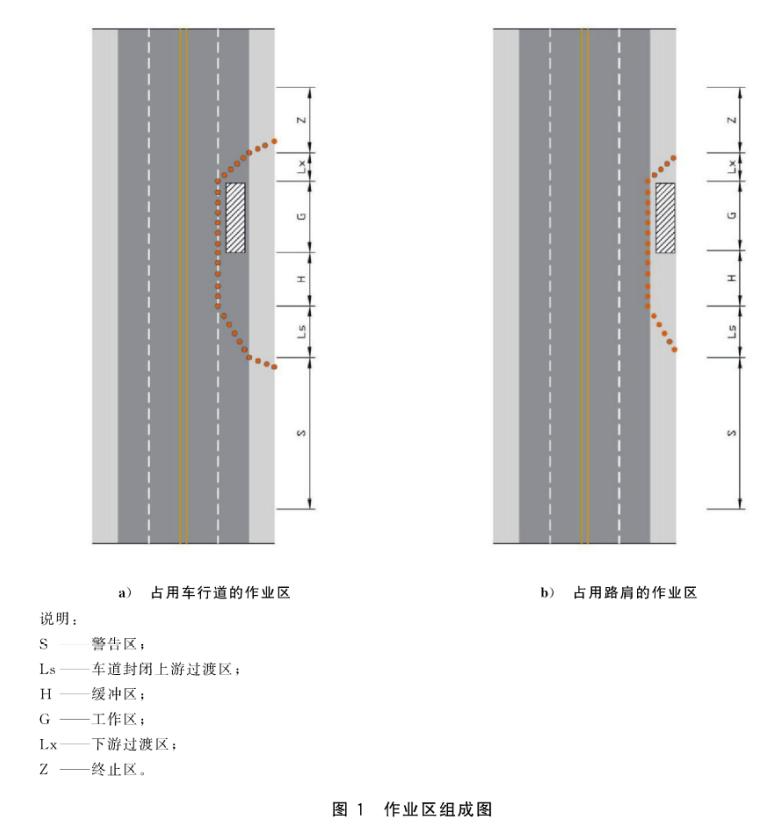 Z
Lx
G
H
Ls
S
Z
Lx
G
H
Ls
S
a） 占用车行道的作业区
b） 占用路肩的作业区
说明：
S ——警告区；
Ls——车道封闭上游过渡区；
H ——缓冲区；
G ——工作区；
Lx——下游过渡区；
Z ——终止区。
图 1 作业区组成图